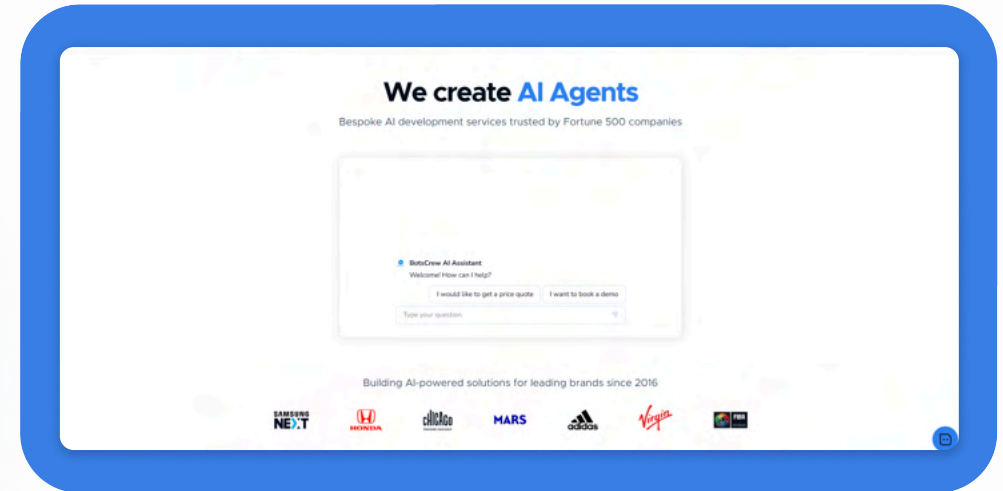 We create AI Agents
Bespoke AI development services trusted by Fortune 500 companies
BotsCrew AI Assistant
Welcome! How can I help?
I would like to get a price quote
I want to book a demo
Type your question
Building AI-powered solutions for leading brands since 2016
SAMSUNG
NEXT
HONDA
CHICAGO
MARS
adidas
Virgin
FIBA